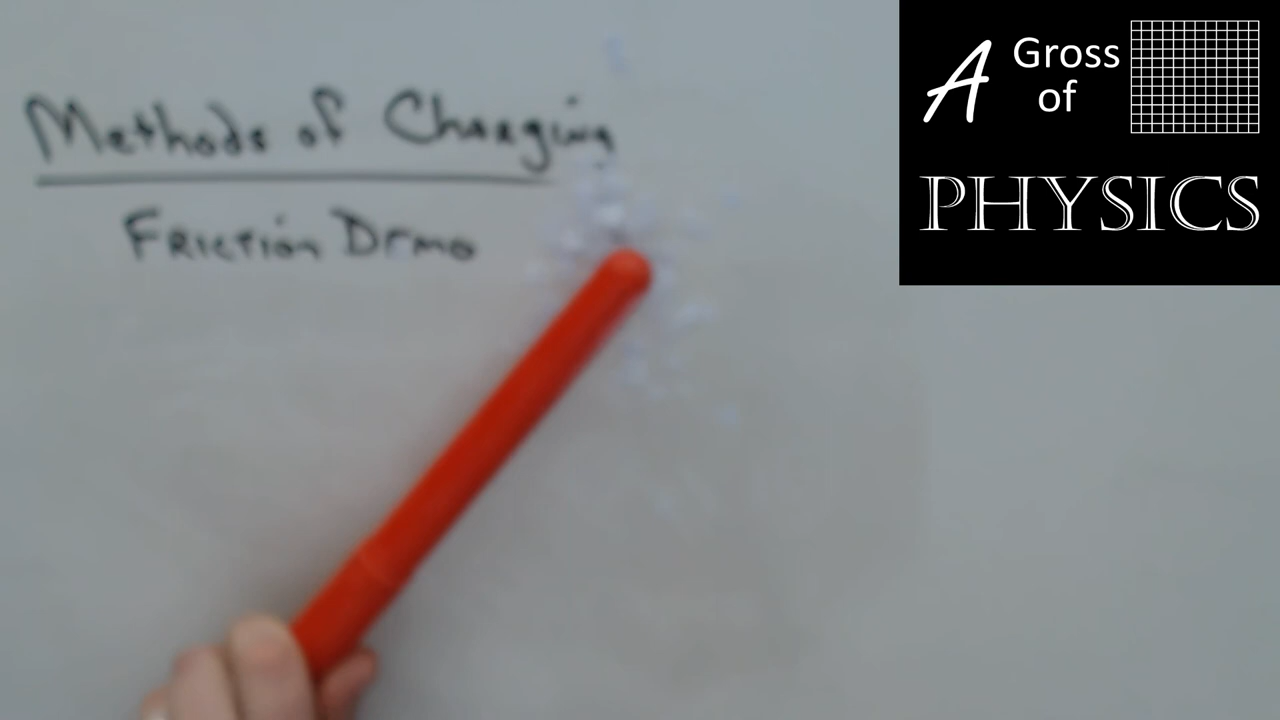 Methods of Charging
Friction Demo
A Gross
of
PHYSICS